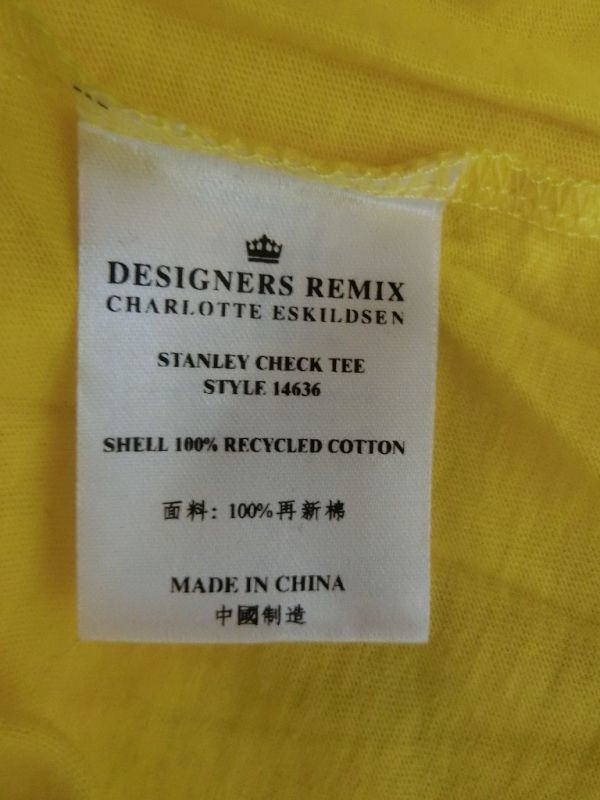 DESIGNERS REMIX
CHARLOTTE ESKILDSEN
STANLEY CHECK TEE
STYLE 14636
SHELL 100% RECYCLED COTTON
面料: 100%再新棉
MADE IN CHINA
中國制造